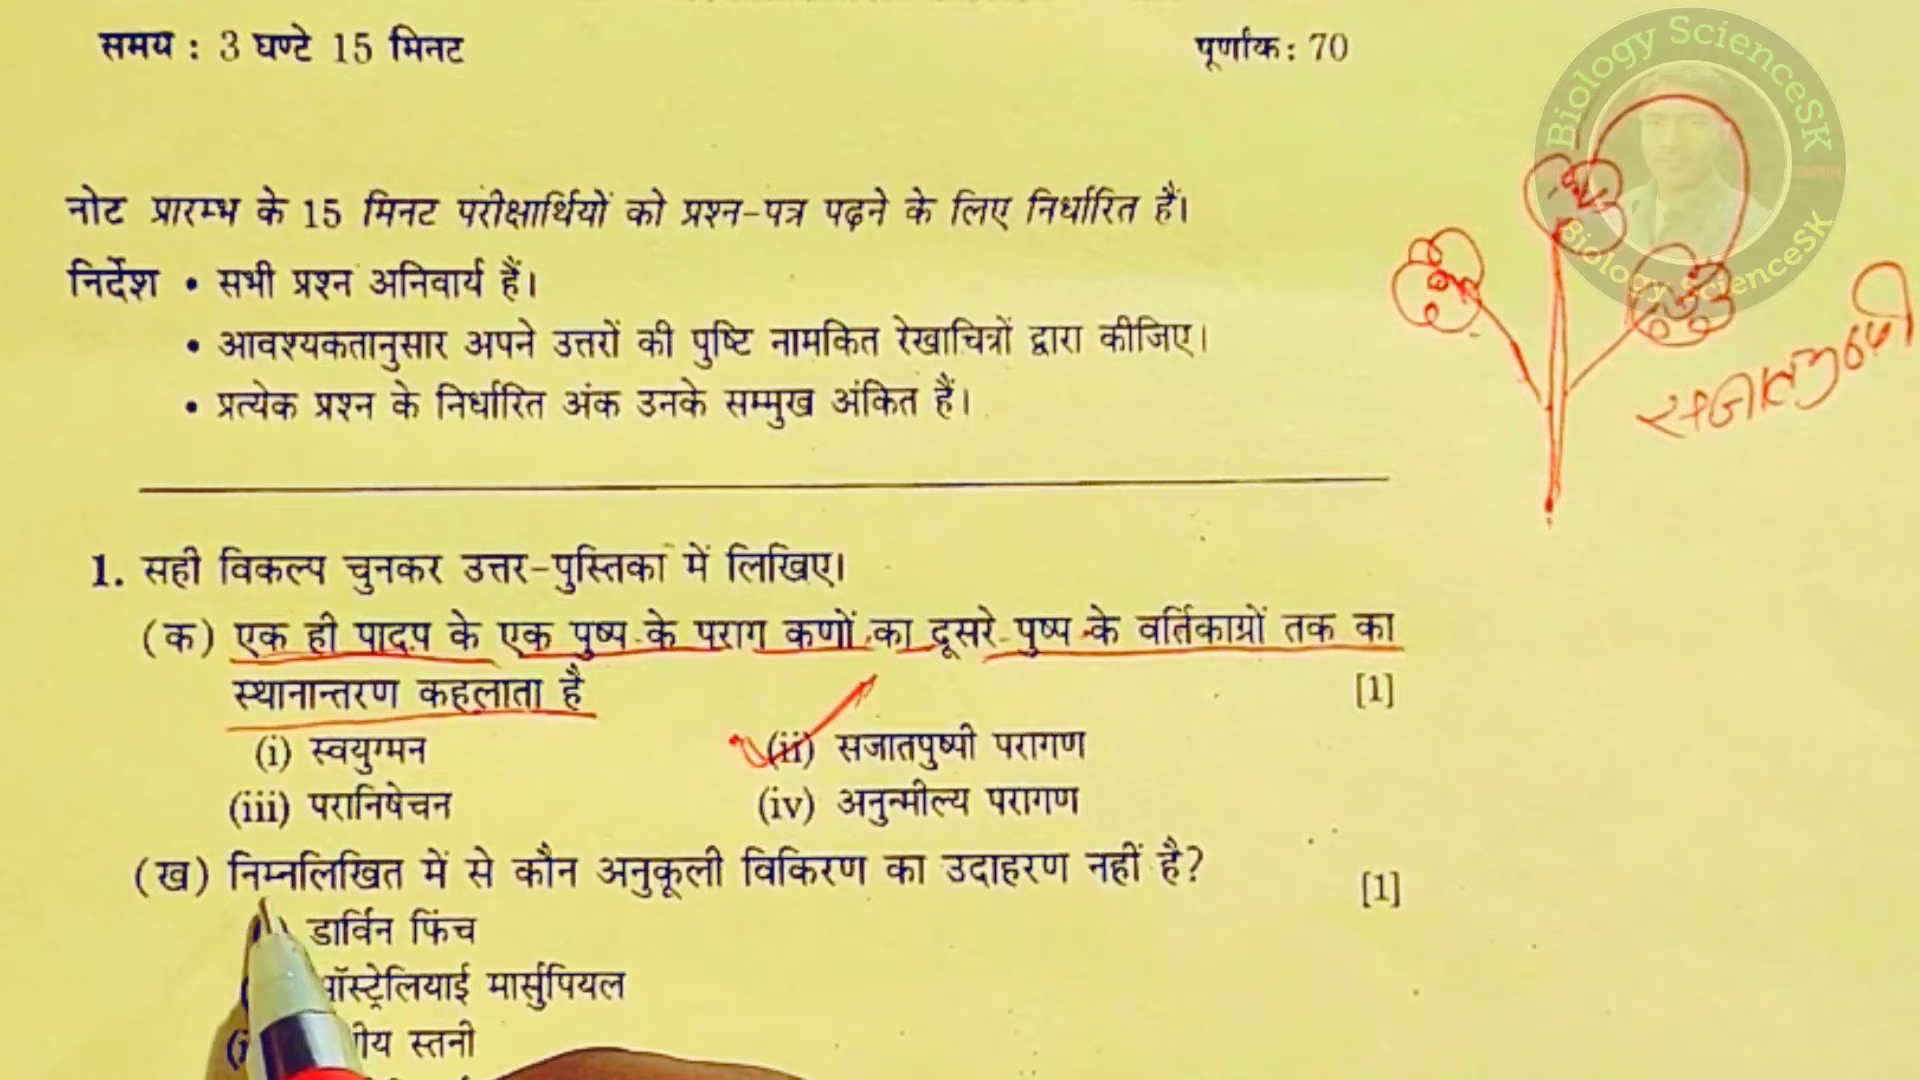 समय : 3 घण्टे 15 मिनट
पूर्णांक: 70
नोट प्रारम्भ के 15 मिनट परीक्षार्थियों को प्रश्न-पत्र पढ़ने के लिए निर्धारित हैं।
निर्देश • सभी प्रश्न अनिवार्य हैं।
• आवश्यकतानुसार अपने उत्तरों की पुष्टि नामकित रेखाचित्रों द्वारा कीजिए।
• प्रत्येक प्रश्न के निर्धारित अंक उनके सम्मुख अंकित हैं।
1. सही विकल्प चुनकर उत्तर-पुस्तिका में लिखिए।
(क) एक ही पादप के एक पुष्प के पराग कणों का दूसरे पुष्प के वर्तिकाग्रों तक का
स्थानान्तरण कहलाता है [1]
(i) स्वयुग्मन (ii) सजातपुष्पी परागण
(iii) परानिषेचन (iv) अनुन्मील्य परागण
(ख) निम्नलिखित में से कौन अनुकूली विकिरण का उदाहरण नहीं है? [1]
डार्विन फिंच
मार्सुपियल
स्तनी
Biology ScienceSK
Biology ScienceSK